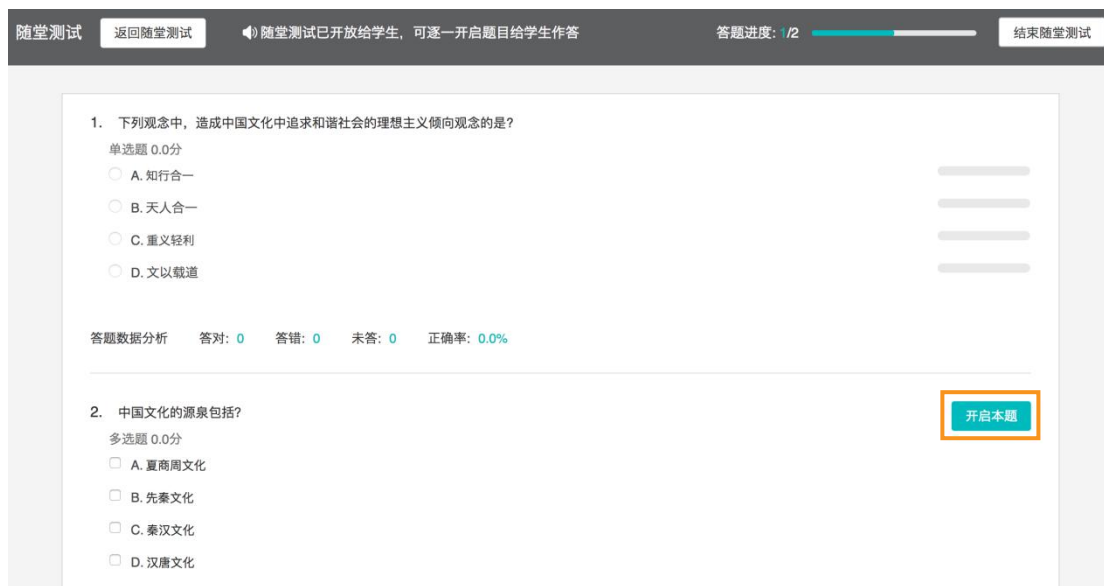 随堂测试 返回随堂测试 随堂测试已开放给学生，可逐一开启题目给学生作答 答题进度: 1/2 结束随堂测试
1. 下列观念中，造成中国文化中追求和谐社会的理想主义倾向观念的是?
单选题 0.0分
A. 知行合一
B. 天人合一
C. 重义轻利
D. 文以载道
答题数据分析 答对: 0 答错: 0 未答: 0 正确率: 0.0%
2. 中国文化的源泉包括? 开启本题
多选题 0.0分
A. 夏商周文化
B. 先秦文化
C. 秦汉文化
D. 汉唐文化